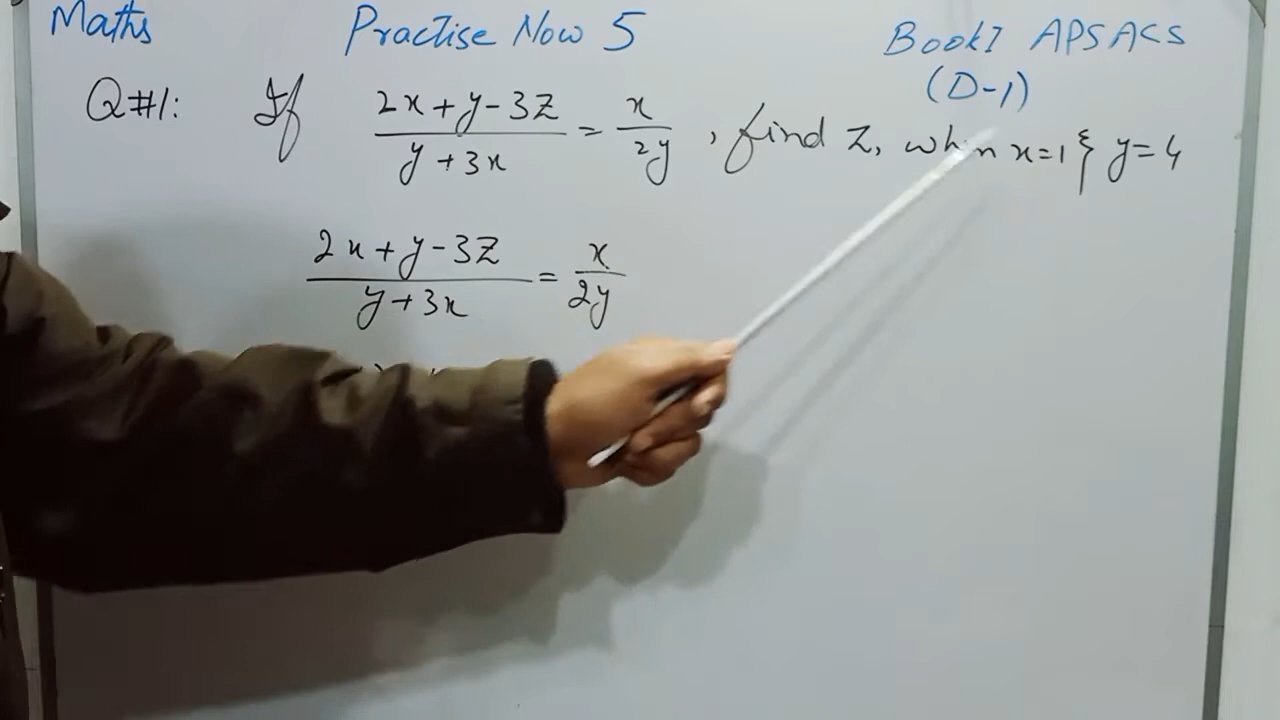 Maths Practise Now 5 Book1 APSACS
(D-1)
Q#1: If (2x+y-3z)/(y+3x) = x/2y , find z, when x=1 & y=4
(2x+y-3z)/(y+3x) = x/2y